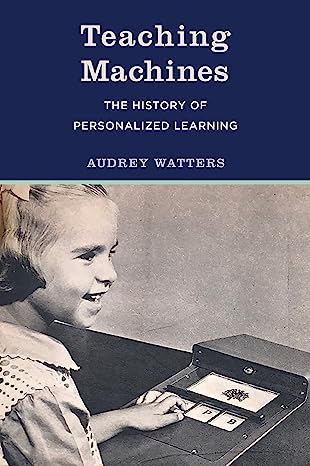 Teaching
Machines
THE HISTORY OF
PERSONALIZED LEARNING
AUDREY WATTERS
P
B